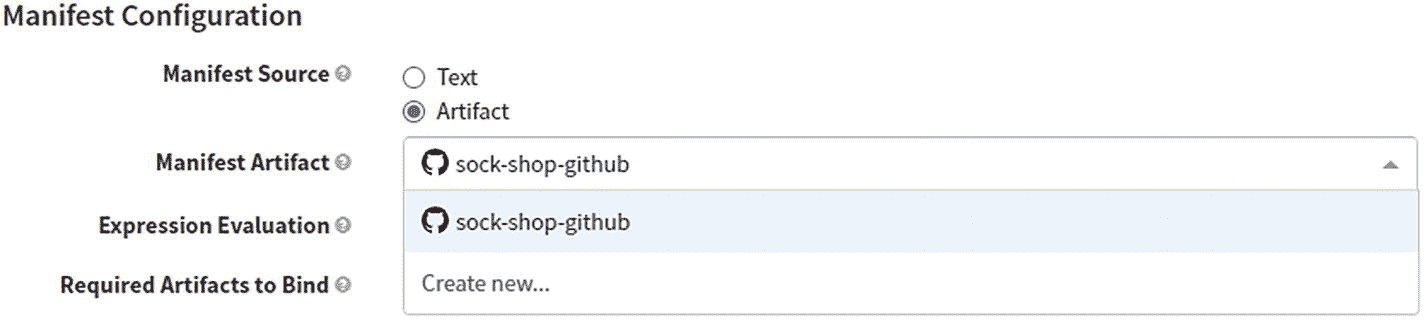 Manifest Configuration
Manifest Source
Text
Artifact
Manifest Artifact
sock-shop-github
sock-shop-github
Expression Evaluation
Required Artifacts to Bind
Create new...